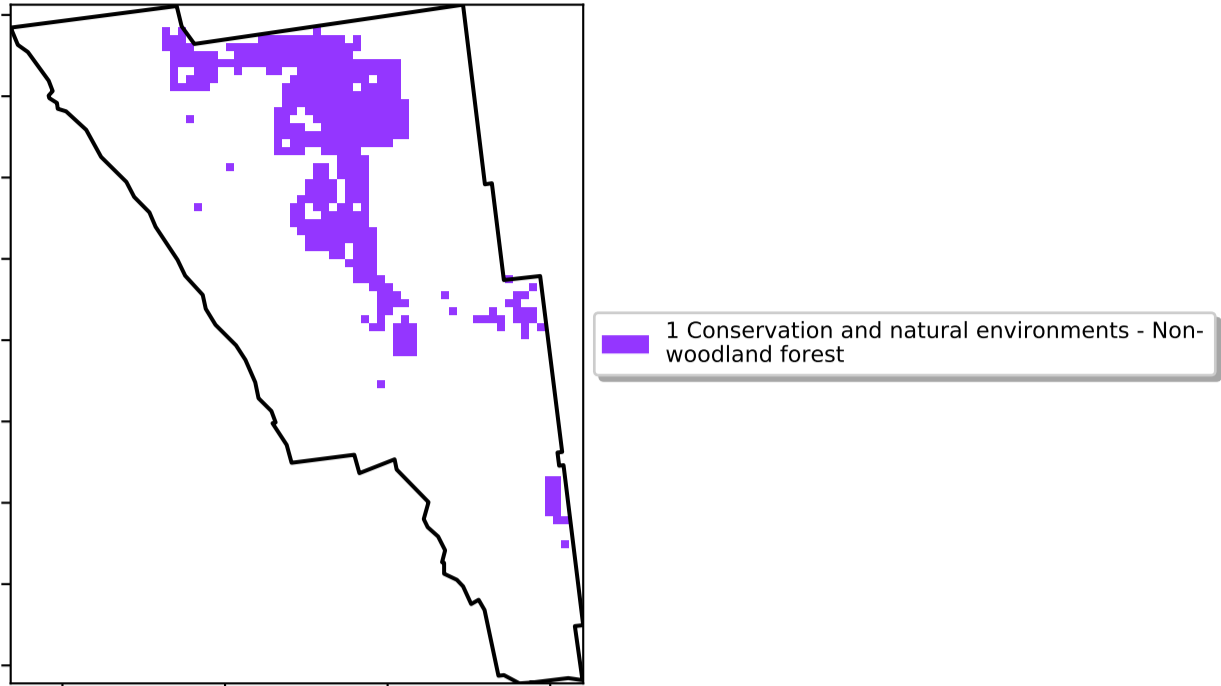 1 Conservation and natural environments - Non-
woodland forest